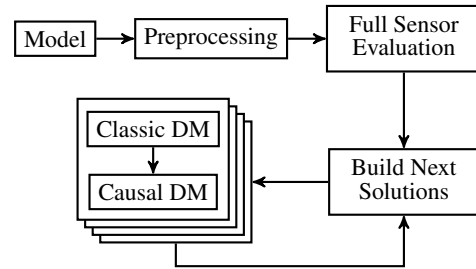 Model
Preprocessing
Full Sensor
Evaluation
Classic DM
Causal DM
Build Next
Solutions